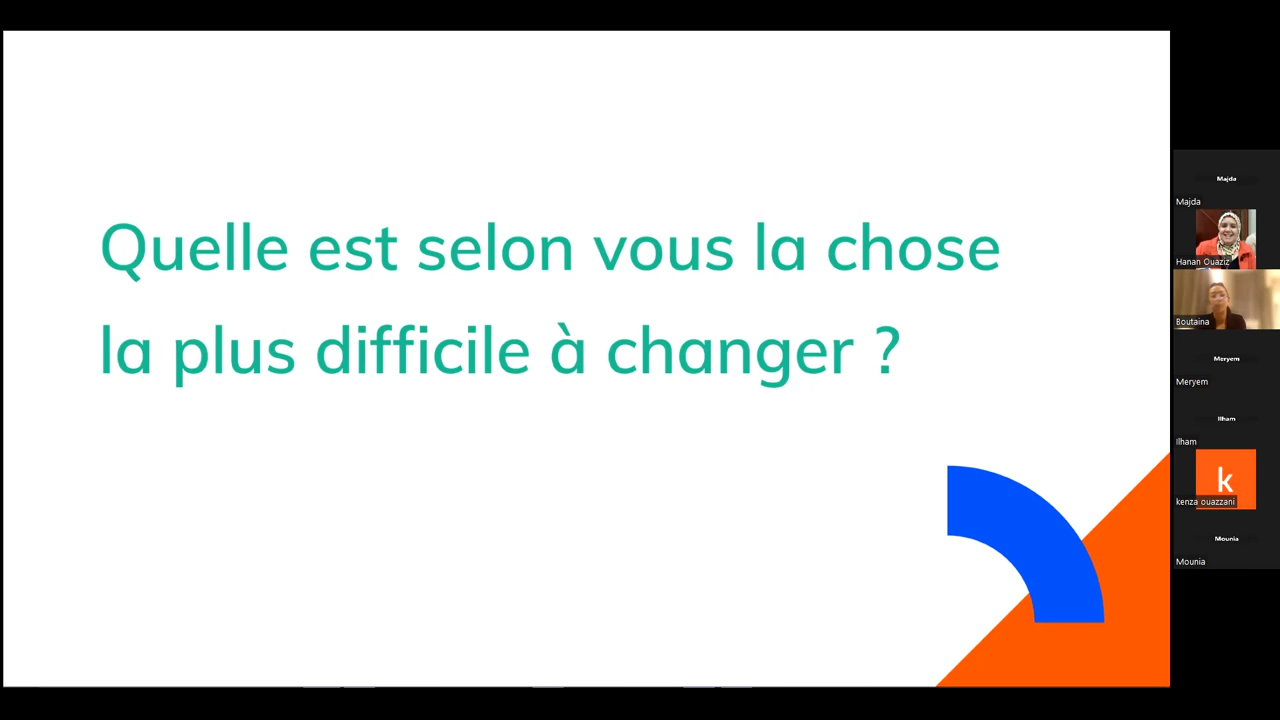 Quelle est selon vous la chose
la plus difficile à changer ?
Majda
Majda
Hanan Ouaziz
Boutaina
Meryem
Meryem
Ilham
Ilham
k
kenza ouazzani
Mounia
Mounia